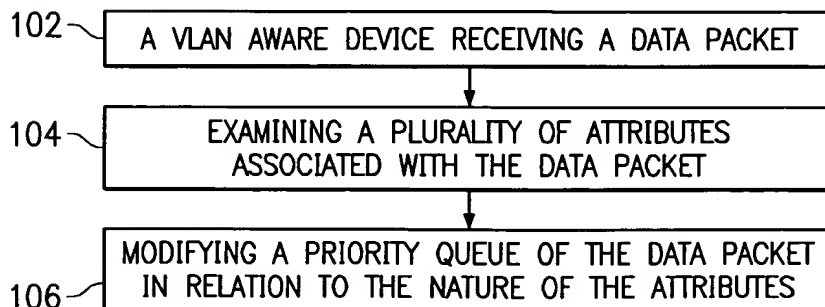 102 A VLAN AWARE DEVICE RECEIVING A DATA PACKET
104 EXAMINING A PLURALITY OF ATTRIBUTES
ASSOCIATED WITH THE DATA PACKET
MODIFYING A PRIORITY QUEUE OF THE DATA PACKET
106 IN RELATION TO THE NATURE OF THE ATTRIBUTES